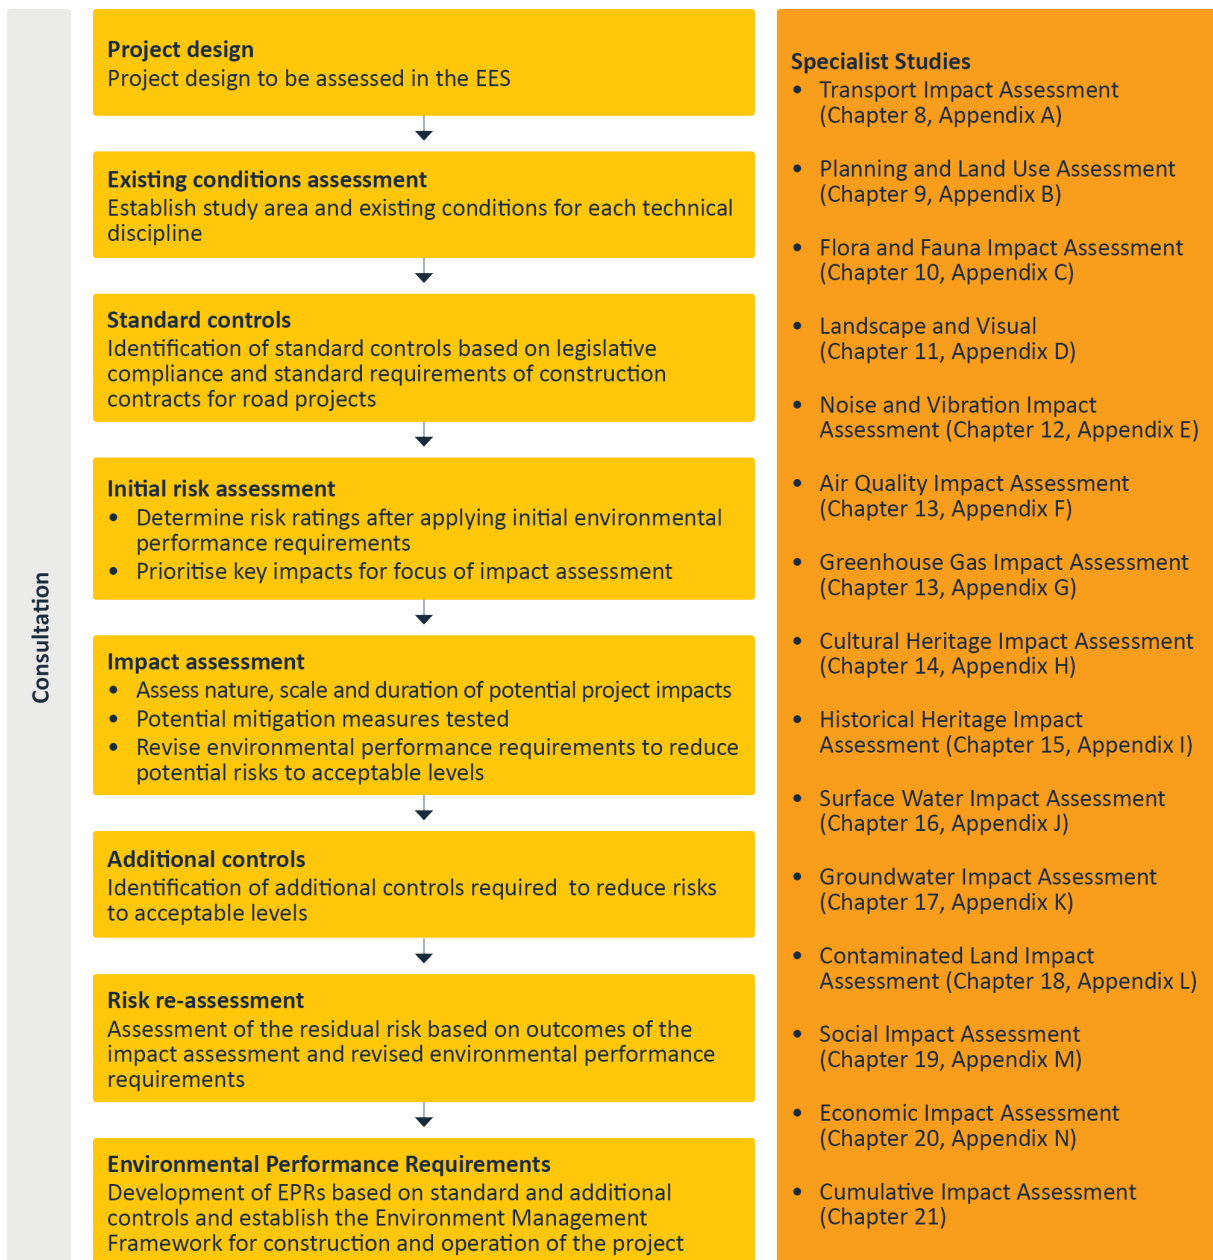 Consultation
Project design
Project design to be assessed in the EES
Existing conditions assessment
Establish study area and existing conditions for each technical
discipline
Standard controls
Identification of standard controls based on legislative
compliance and standard requirements of construction
contracts for road projects
Initial risk assessment
• Determine risk ratings after applying initial environmental
performance requirements
• Prioritise key impacts for focus of impact assessment
Impact assessment
• Assess nature, scale and duration of potential project impacts
• Potential mitigation measures tested
• Revise environmental performance requirements to reduce
potential risks to acceptable levels
Additional controls
Identification of additional controls required  to reduce risks
to acceptable levels
Risk re-assessment
Assessment of the residual risk based on outcomes of the
impact assessment and revised environmental performance
requirements
Environmental Performance Requirements
Development of EPRs based on standard and additional
controls and establish the Environment Management
Framework for construction and operation of the project
Specialist Studies
• Transport Impact Assessment
(Chapter 8, Appendix A)
• Planning and Land Use Assessment
(Chapter 9, Appendix B)
• Flora and Fauna Impact Assessment
(Chapter 10, Appendix C)
• Landscape and Visual
(Chapter 11, Appendix D)
• Noise and Vibration Impact
Assessment (Chapter 12, Appendix E)
• Air Quality Impact Assessment
(Chapter 13, Appendix F)
• Greenhouse Gas Impact Assessment
(Chapter 13, Appendix G)
• Cultural Heritage Impact Assessment
(Chapter 14, Appendix H)
• Historical Heritage Impact
Assessment (Chapter 15, Appendix I)
• Surface Water Impact Assessment
(Chapter 16, Appendix J)
• Groundwater Impact Assessment
(Chapter 17, Appendix K)
• Contaminated Land Impact
Assessment (Chapter 18, Appendix L)
• Social Impact Assessment
(Chapter 19, Appendix M)
• Economic Impact Assessment
(Chapter 20, Appendix N)
• Cumulative Impact Assessment
(Chapter 21)